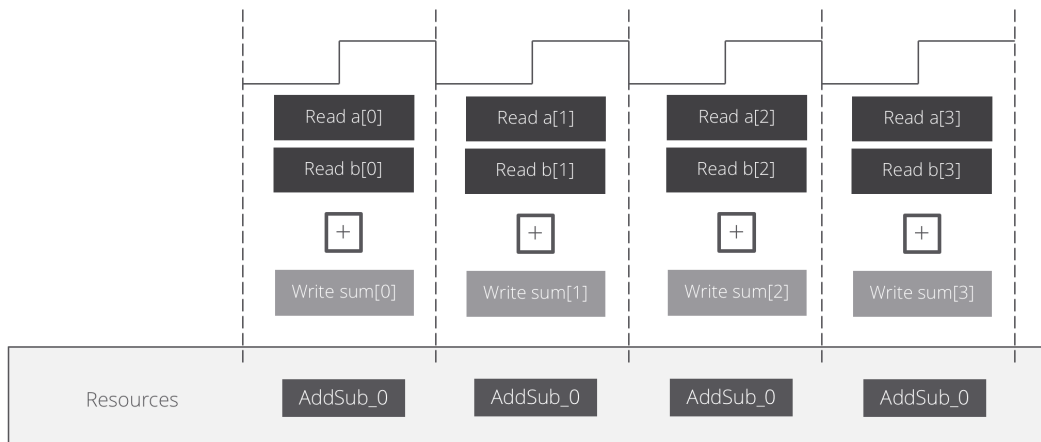 Read a[0]
Read a[1]
Read a[2]
Read a[3]
Read b[0]
Read b[1]
Read b[2]
Read b[3]
+
+
+
+
Write sum[0]
Write sum[1]
Write sum[2]
Write sum[3]
Resources
AddSub_0
AddSub_0
AddSub_0
AddSub_0